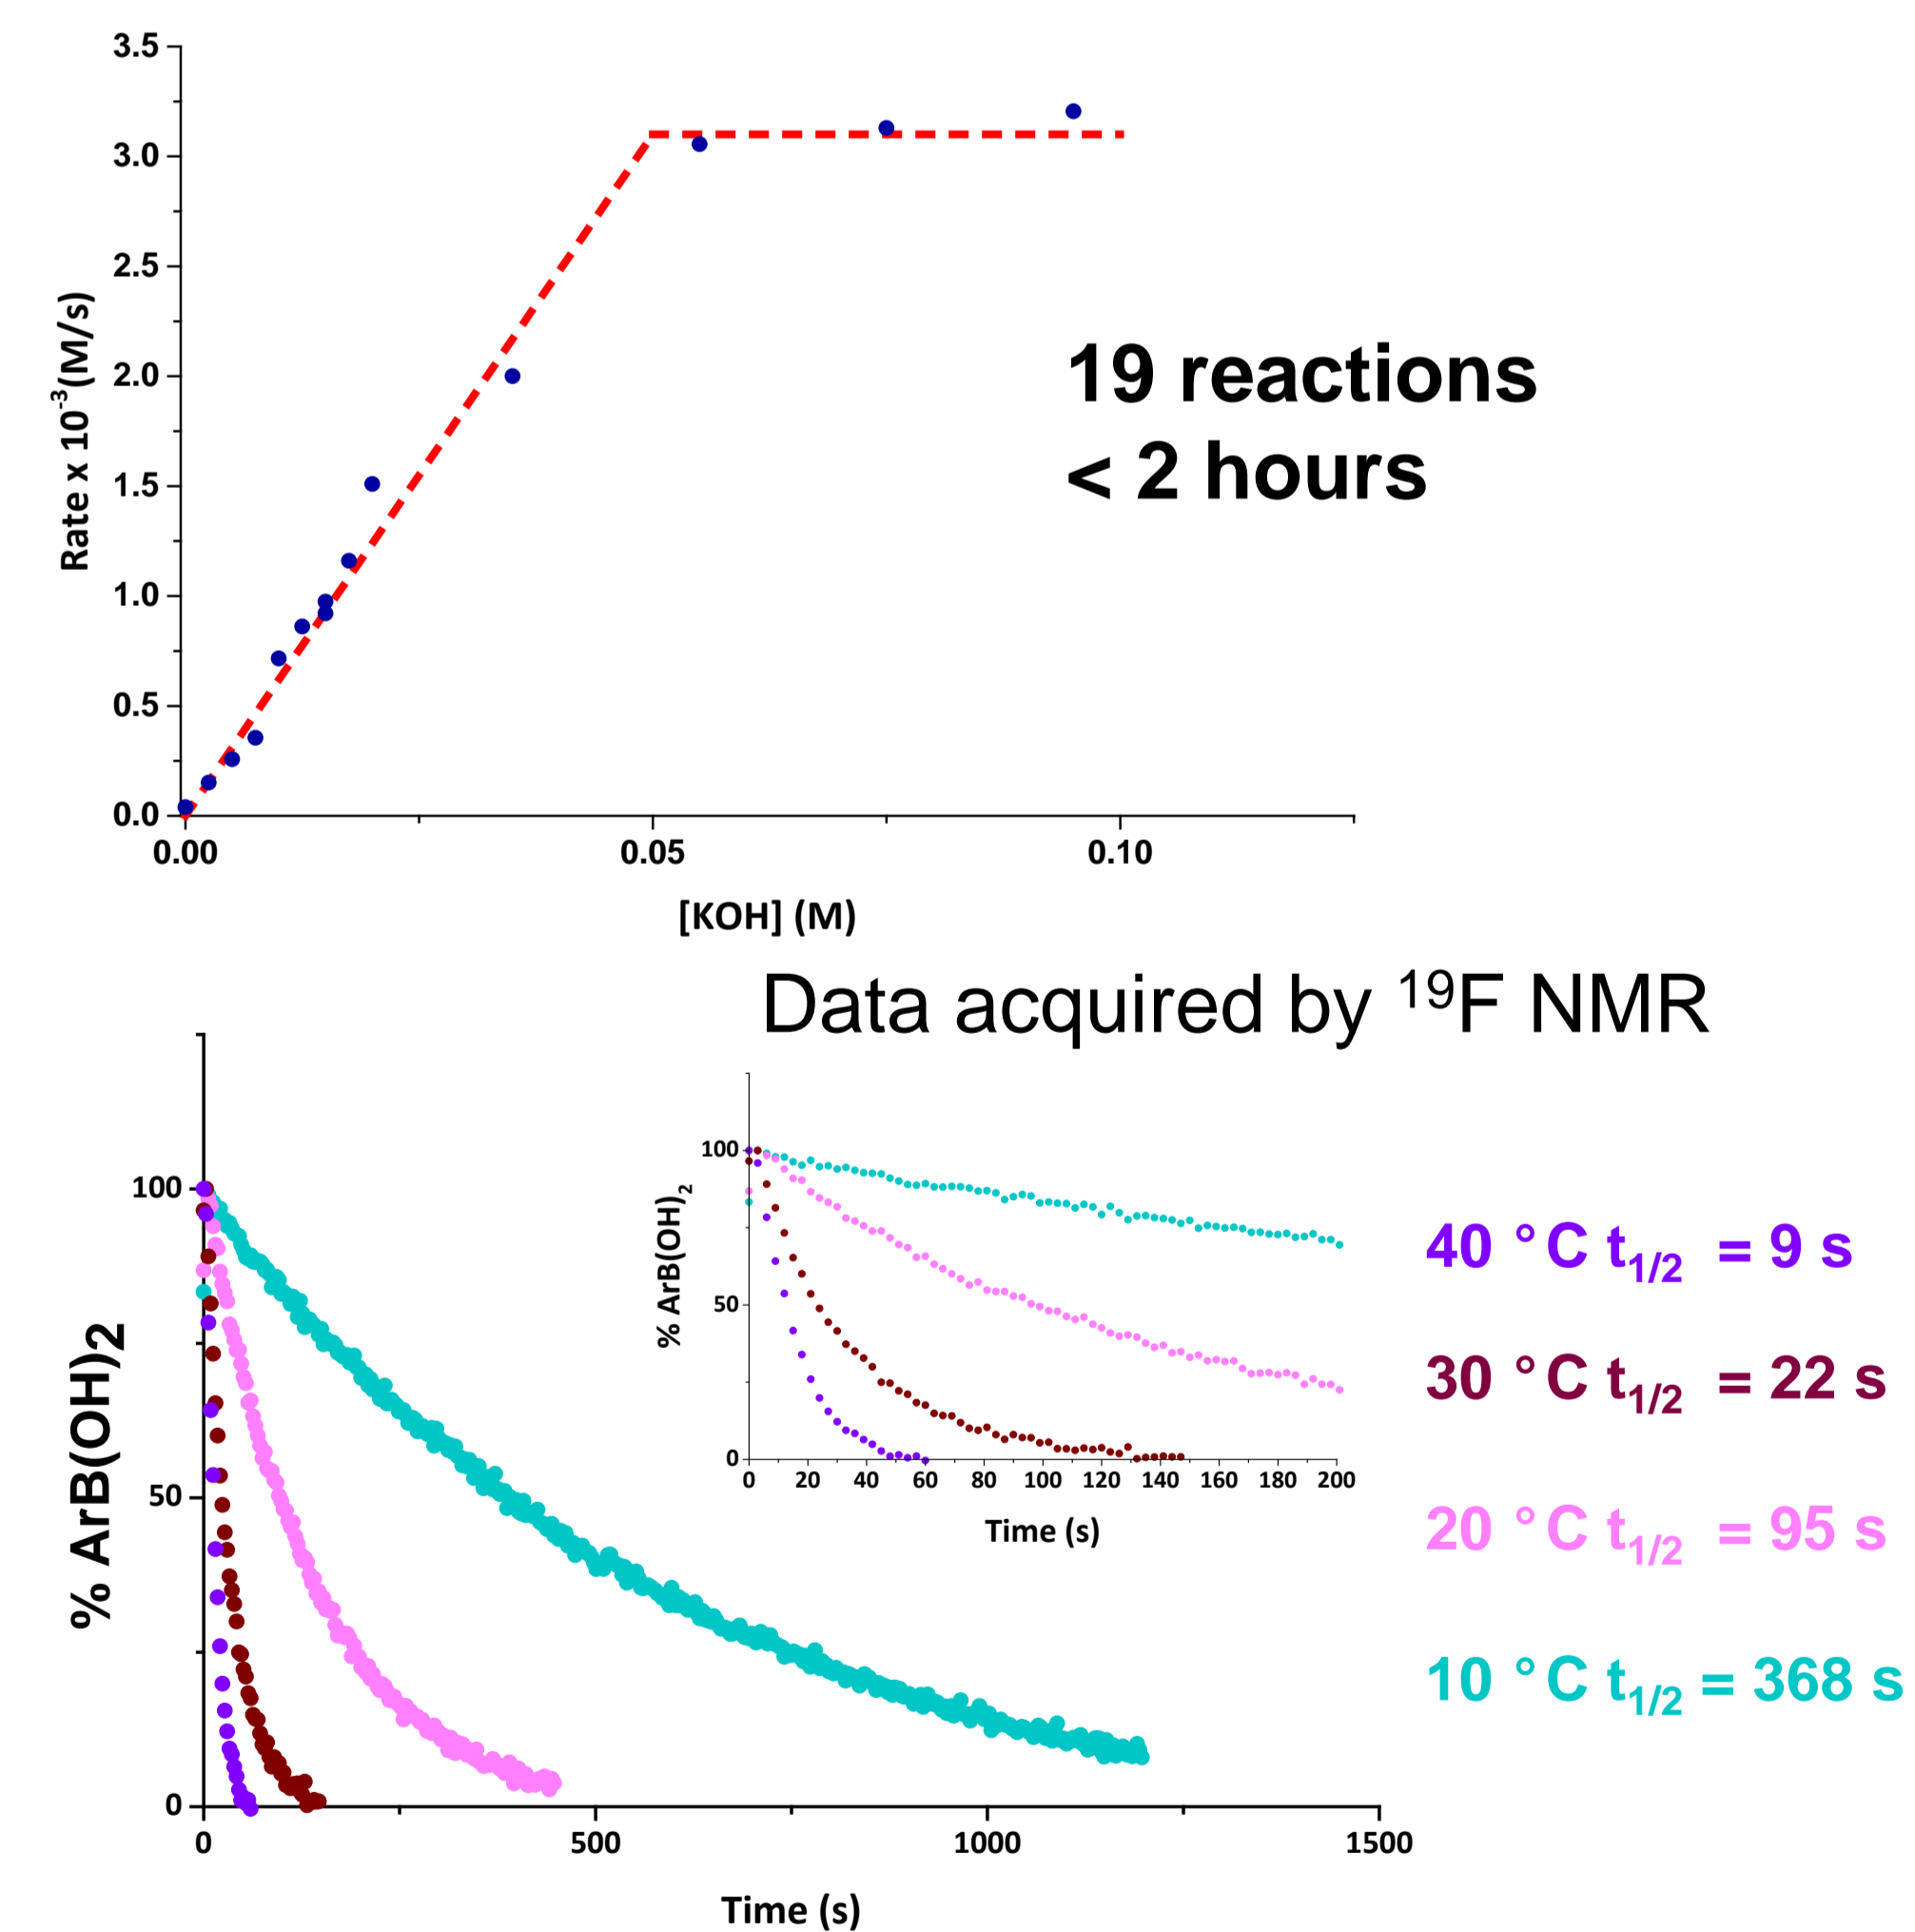 3.5
3.0
2.5
2.0
1.5
1.0
0.5
0.0
Rate x 10⁻³(M/s)
0.00 0.05 0.10
[KOH] (M)
19 reactions
< 2 hours
Data acquired by ¹⁹F NMR
100
50
0
% ArB(OH)₂
0 500 1000 1500
Time (s)
100
50
0
% ArB(OH)₂
0 20 40 60 80 100 120 140 160 180 200
Time (s)
40 °C t₁/₂ = 9 s
30 °C t₁/₂ = 22 s
20 °C t₁/₂ = 95 s
10 °C t₁/₂ = 368 s